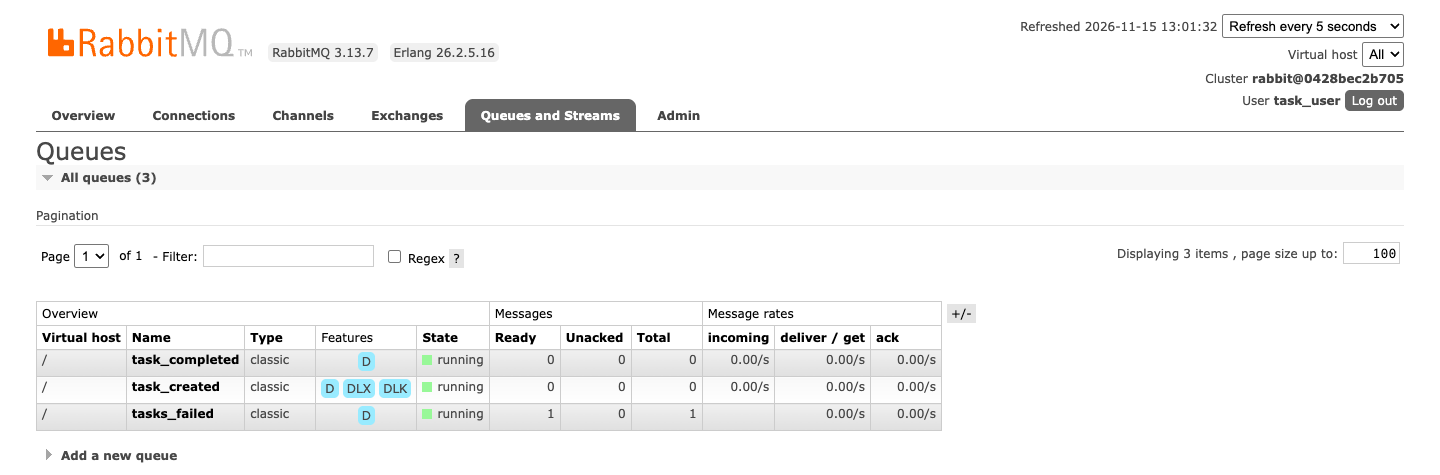 RabbitMQ TM RabbitMQ 3.13.7 Erlang 26.2.5.16
Refreshed 2026-11-15 13:01:32 Refresh every 5 seconds
Virtual host All
Cluster rabbit@0428bec2b705
User task_user Log out
Overview Connections Channels Exchanges Queues and Streams Admin
Queues
All queues (3)
Pagination
Page 1 of 1 - Filter: Regex ? Displaying 3 items , page size up to: 100
Overview Messages Message rates +/-
Virtual host Name Type Features State Ready Unacked Total incoming deliver / get ack
/ task_completed classic D running 0 0 0 0.00/s 0.00/s 0.00/s
/ task_created classic D DLX DLK running 0 0 0 0.00/s 0.00/s 0.00/s
/ tasks_failed classic D running 1 0 1 0.00/s 0.00/s
Add a new queue